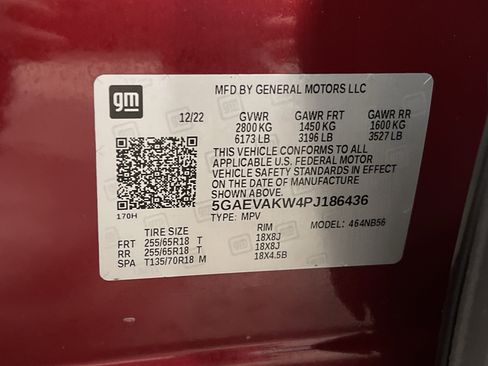 gm
MFD BY GENERAL MOTORS LLC
12/22 GVWR GAWR FRT GAWR RR
2800 KG 1450 KG 1600 KG
6173 LB 3196 LB 3527 LB
THIS VEHICLE CONFORMS TO ALL
APPLICABLE U.S. FEDERAL MOTOR
VEHICLE SAFETY STANDARDS IN EFFECT
ON THE DATE OF MANUFACTURE
SHOWN ABOVE.
5GAEVAKW4PJ186436
170H TYPE: MPV MODEL: 464NB56
TIRE SIZE RIM
FRT 255/65R18 T 18X8J
RR 255/65R18 T 18X8J
SPA T135/70R18 M 18X4.5B